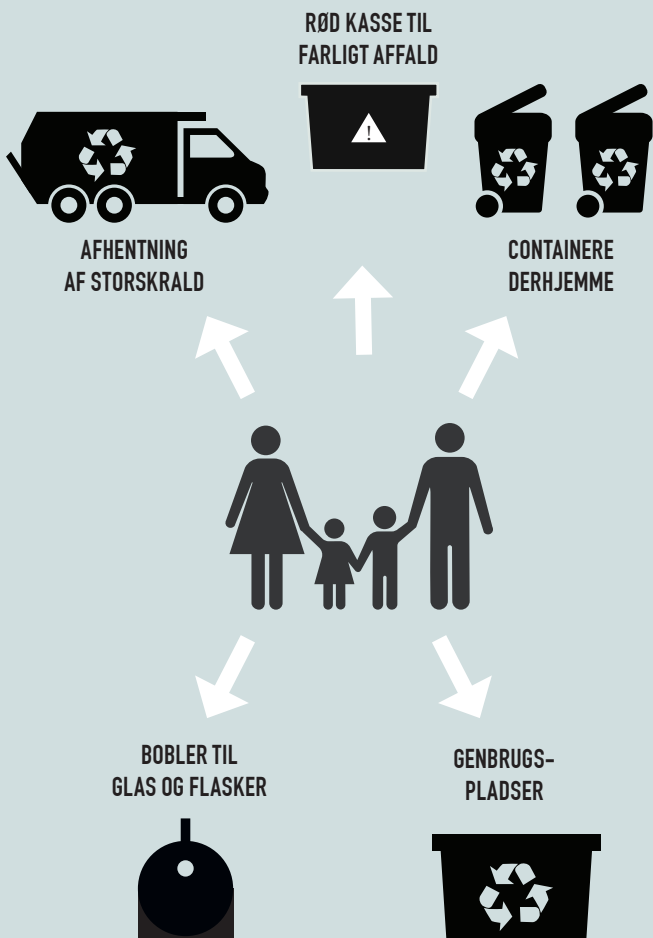 RØD KASSE TIL
FARLIGT AFFALD
!
AFHENTNING
AF STORSKRALD
CONTAINERE
DERHJEMME
BOBLER TIL
GLAS OG FLASKER
GENBRUGS-
PLADSER